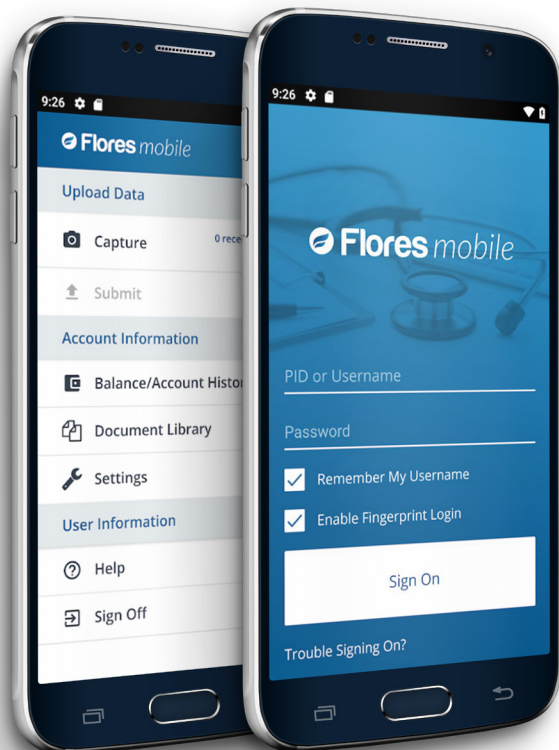 9:26
Flores mobile
Upload Data
Capture
0
Submit
Account Information
Balance/Account
Document Library
Settings
User Information
Help
Sign Off
9:26
Flores mobile
PID or Username
Password
Remember My Username
Enable Fingerprint Login
Sign On
Trouble Signing On?